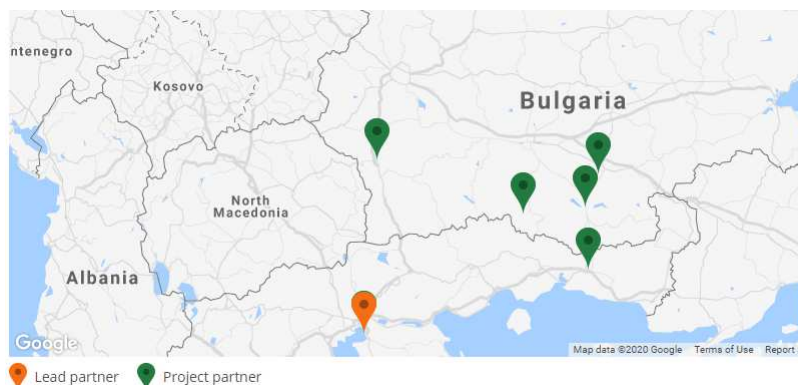 ntenegro
Kosovo
Bulgaria
North
Macedonia
Albania
Google
Map data ©2020 Google Terms of Use Report
Lead partner Project partner